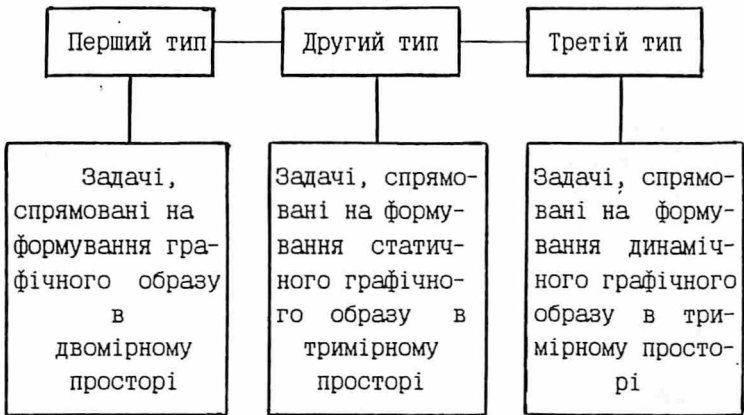 Перший тип
Другий тип
Третій тип
Задачі,
спрямовані на
формування гра-
фічного образу
в
двомірному
просторі
Задачі, спрямо-
вані на форму-
вання статич-
ного графічно-
го образу в
тримірному
просторі
Задачі, спрямо-
вані на форму-
вання динаміч-
ного графічного
образу в три-
мірному просто-
рі